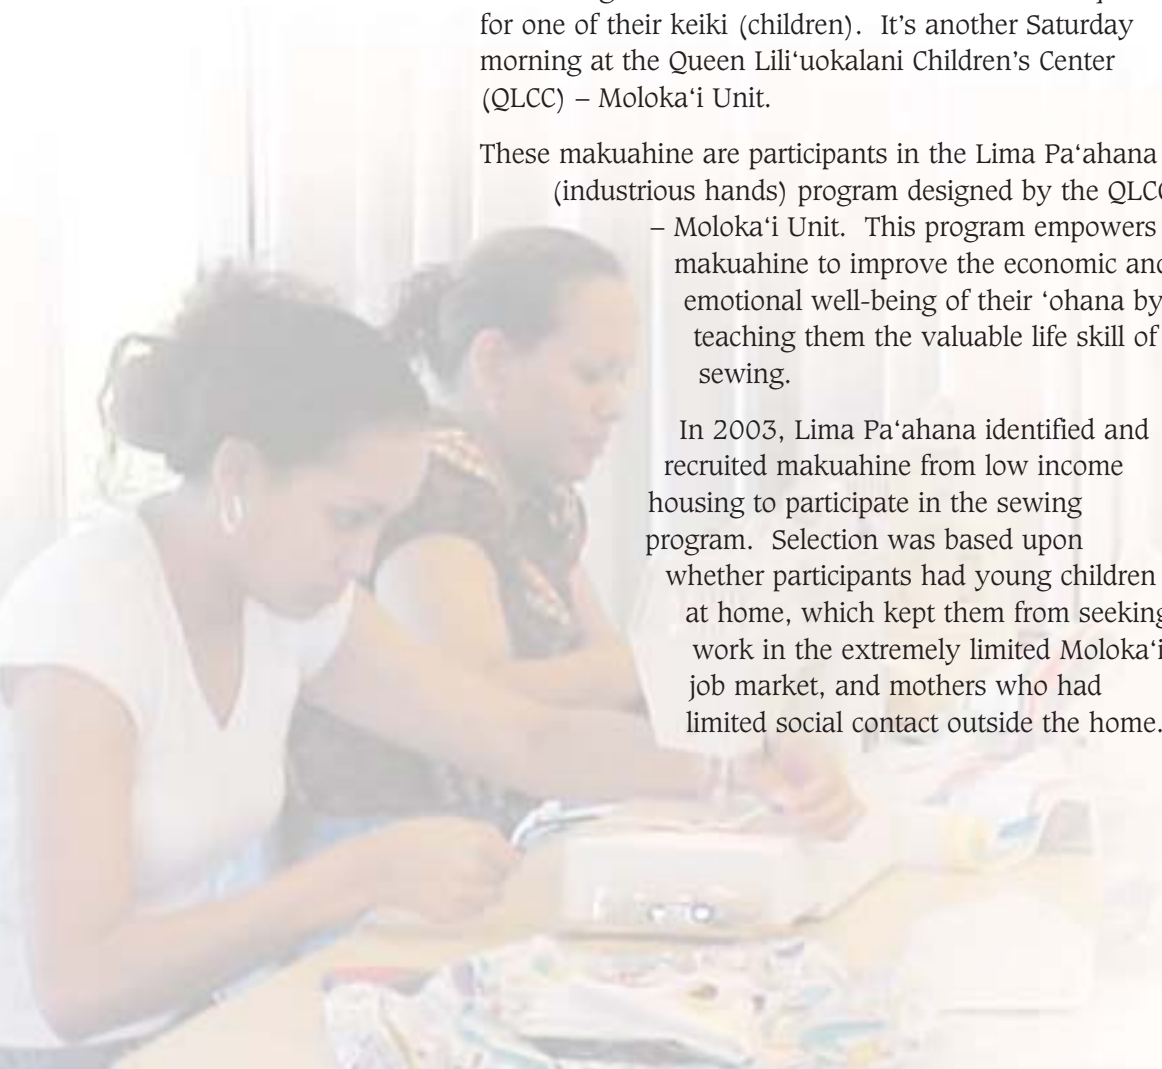 for one of their keiki (children).  It’s another Saturday
morning at the Queen Lili‘uokalani Children’s Center
(QLCC) – Moloka‘i Unit.
These makuahine are participants in the Lima Pa‘ahana
(industrious hands) program designed by the QLCC
– Moloka‘i Unit.  This program empowers
makuahine to improve the economic and
emotional well-being of their ‘ohana by
teaching them the valuable life skill of
sewing.
In 2003, Lima Pa‘ahana identified and
recruited makuahine from low income
housing to participate in the sewing
program.  Selection was based upon
whether participants had young children
at home, which kept them from seeking
work in the extremely limited Moloka‘i
job market, and mothers who had
limited social contact outside the home.